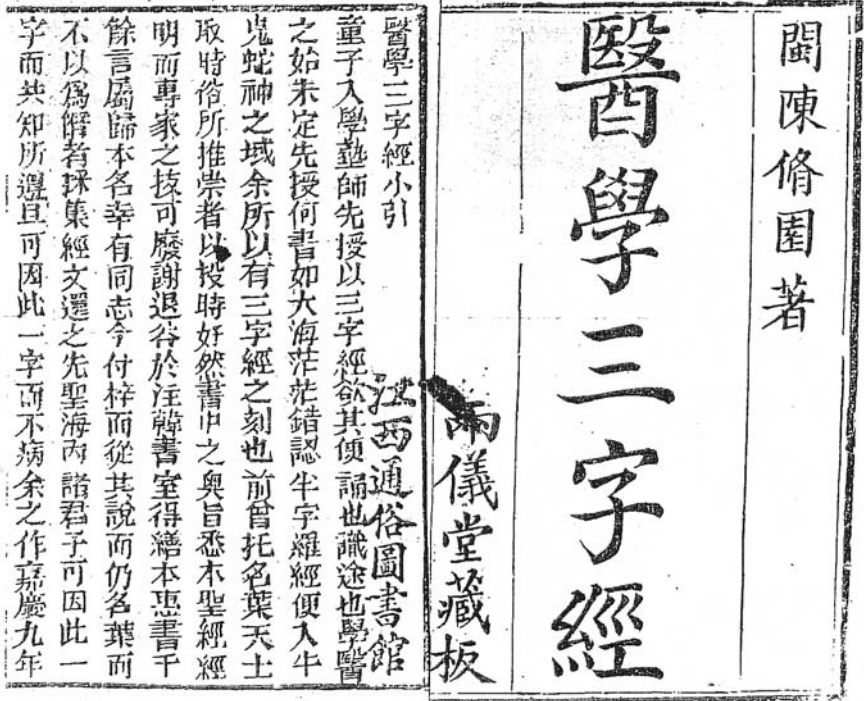 閩陳脩園著
醫學三字經
兩儀堂藏板
江西通俗圖書館
醫學三字經小引
童子入學塾師先授以三字經欲其便誦也識途也學醫
之始未定先授何書如大海茫茫錯認半字羅經便入牛
鬼蛇神之域余所以有三字經之刻也前曾托名葉天士
取時俗所推崇者以投時好然書中之奧旨悉本聖經經
明而專家之技可廢謝退谷於注韓書室得繕本惠書千
餘言屬歸本名幸有同志今付梓而從其說而仍名葉而
不以為僭者採集經文還之先聖海內諸君子可因此一
字而共知所遵且可因此一字而不病余之作嘉慶九年